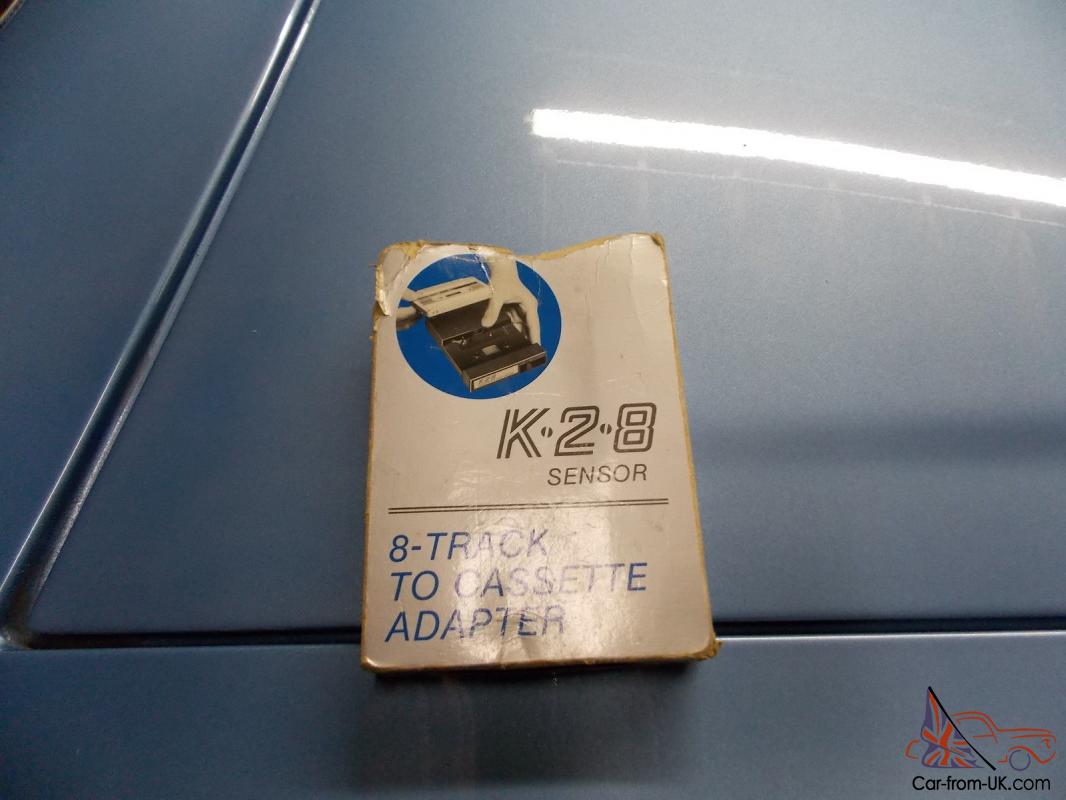 K·2·8
SENSOR
8-TRACK
TO CASSETTE
ADAPTER
Car-from-UK.com